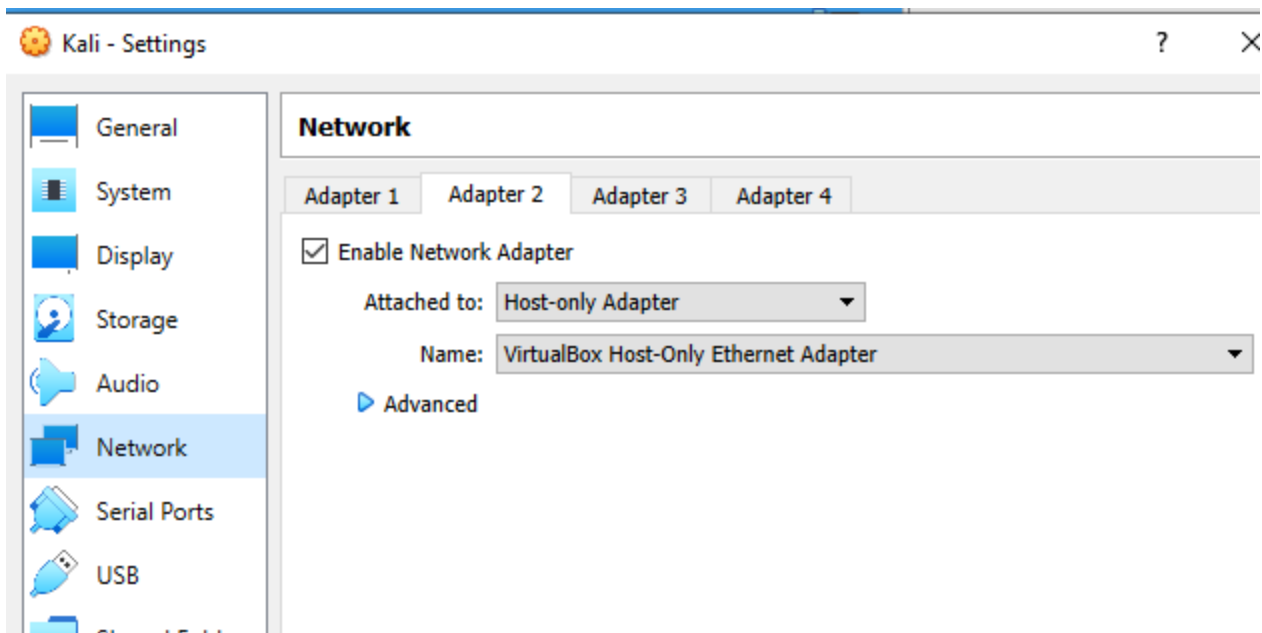 Kali - Settings
?
General
System
Display
Storage
Audio
Network
Serial Ports
USB
Network
Adapter 1 Adapter 2 Adapter 3 Adapter 4
Enable Network Adapter
Attached to: Host-only Adapter
Name: VirtualBox Host-Only Ethernet Adapter
Advanced